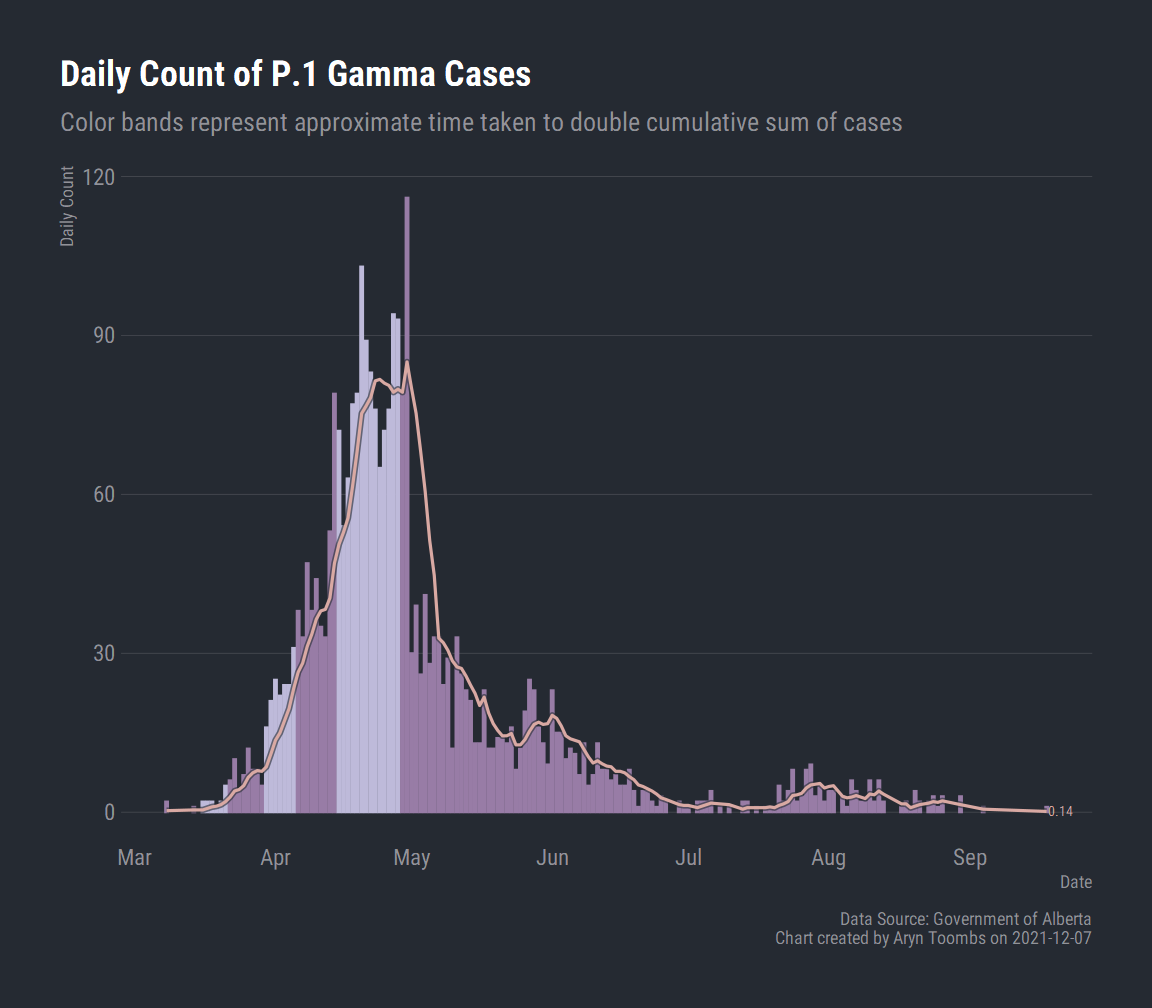 Daily Count of P.1 Gamma Cases
Color bands represent approximate time taken to double cumulative sum of cases
Daily Count
120
90
60
30
0
0.14
Mar Apr May Jun Jul Aug Sep
Date
Data Source: Government of Alberta
Chart created by Aryn Toombs on 2021-12-07